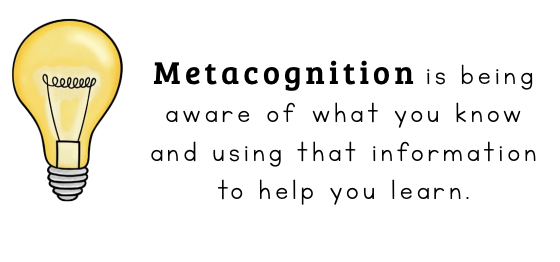 Metacognition is being
aware of what you know
and using that information
to help you learn.